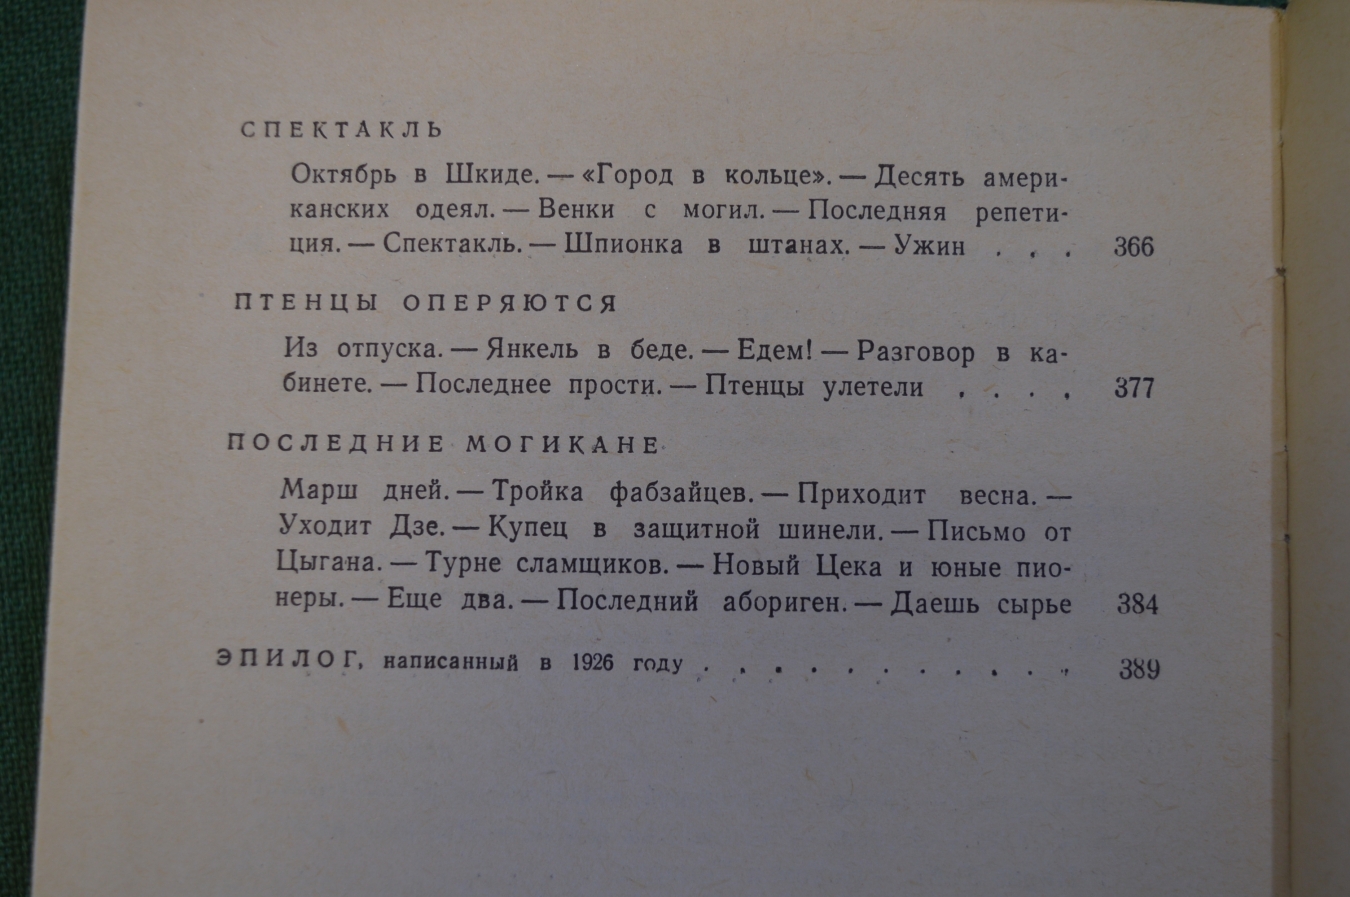 СПЕКТАКЛЬ
Октябрь в Шкиде. — «Город в кольце». — Десять амери-
канских одеял. — Венки с могил. — Последняя репети-
ция. — Спектакль. — Шпионка в штанах. — Ужин . . . 366
ПТЕНЦЫ ОПЕРЯЮТСЯ
Из отпуска. — Янкель в беде. — Едем! — Разговор в ка-
бинете. — Последнее прости. — Птенцы улетели . . . . 377
ПОСЛЕДНИЕ МОГИКАНЕ
Марш дней. — Тройка фабзайцев. — Приходит весна. —
Уходит Дзе. — Купец в защитной шинели. — Письмо от
Цыгана. — Турне сламщиков. — Новый Цека и юные пио-
неры. — Еще два. — Последний абориген. — Даешь сырье 384
ЭПИЛОГ, написанный в 1926 году . . . . . . . . . . . 389